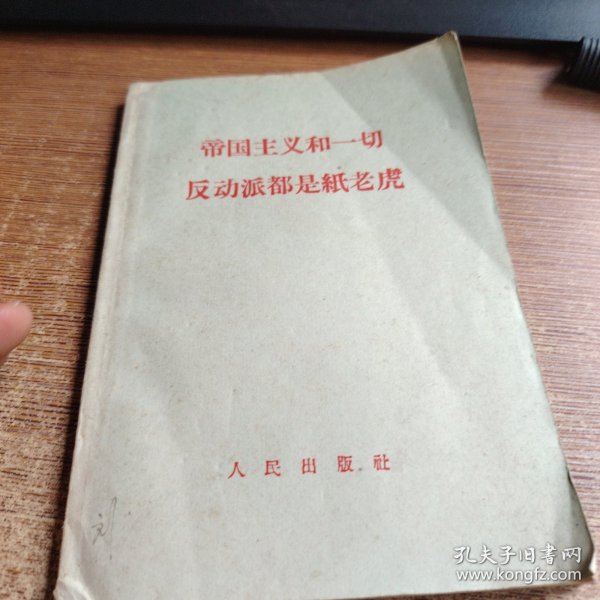 帝国主义和一切
反动派都是紙老虎
人民出版社
刘
孔夫子旧书网
www.kongfz.com